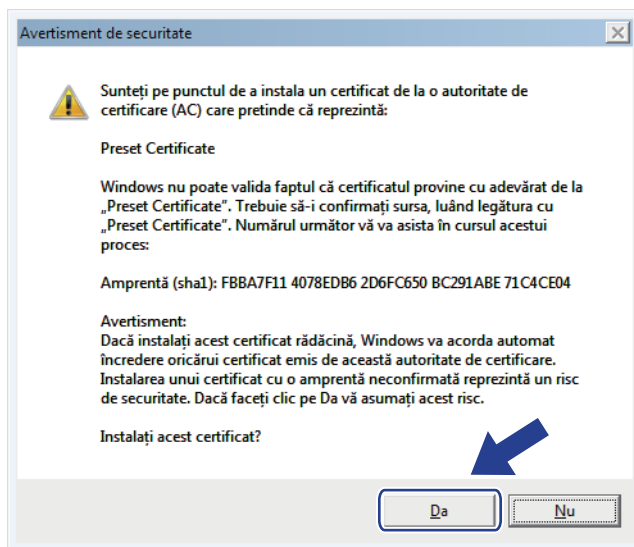 Avertisment de securitate
Sunteți pe punctul de a instala un certificat de la o autoritate de
certificare (AC) care pretinde că reprezintă:
Preset Certificate
Windows nu poate valida faptul că certificatul provine cu adevărat de la
„Preset Certificate”. Trebuie să-i confirmați sursa, luând legătura cu
„Preset Certificate”. Numărul următor vă va asista în cursul acestui
proces:
Amprentă (sha1): FBBA7F11 4078EDB6 2D6FC650 BC291ABE 71C4CE04
Avertisment:
Dacă instalați acest certificat rădăcină, Windows va acorda automat
încredere oricărui certificat emis de această autoritate de certificare.
Instalarea unui certificat cu o amprentă neconfirmată reprezintă un risc
de securitate. Dacă faceți clic pe Da vă asumați acest risc.
Instalați acest certificat?
Da
Nu